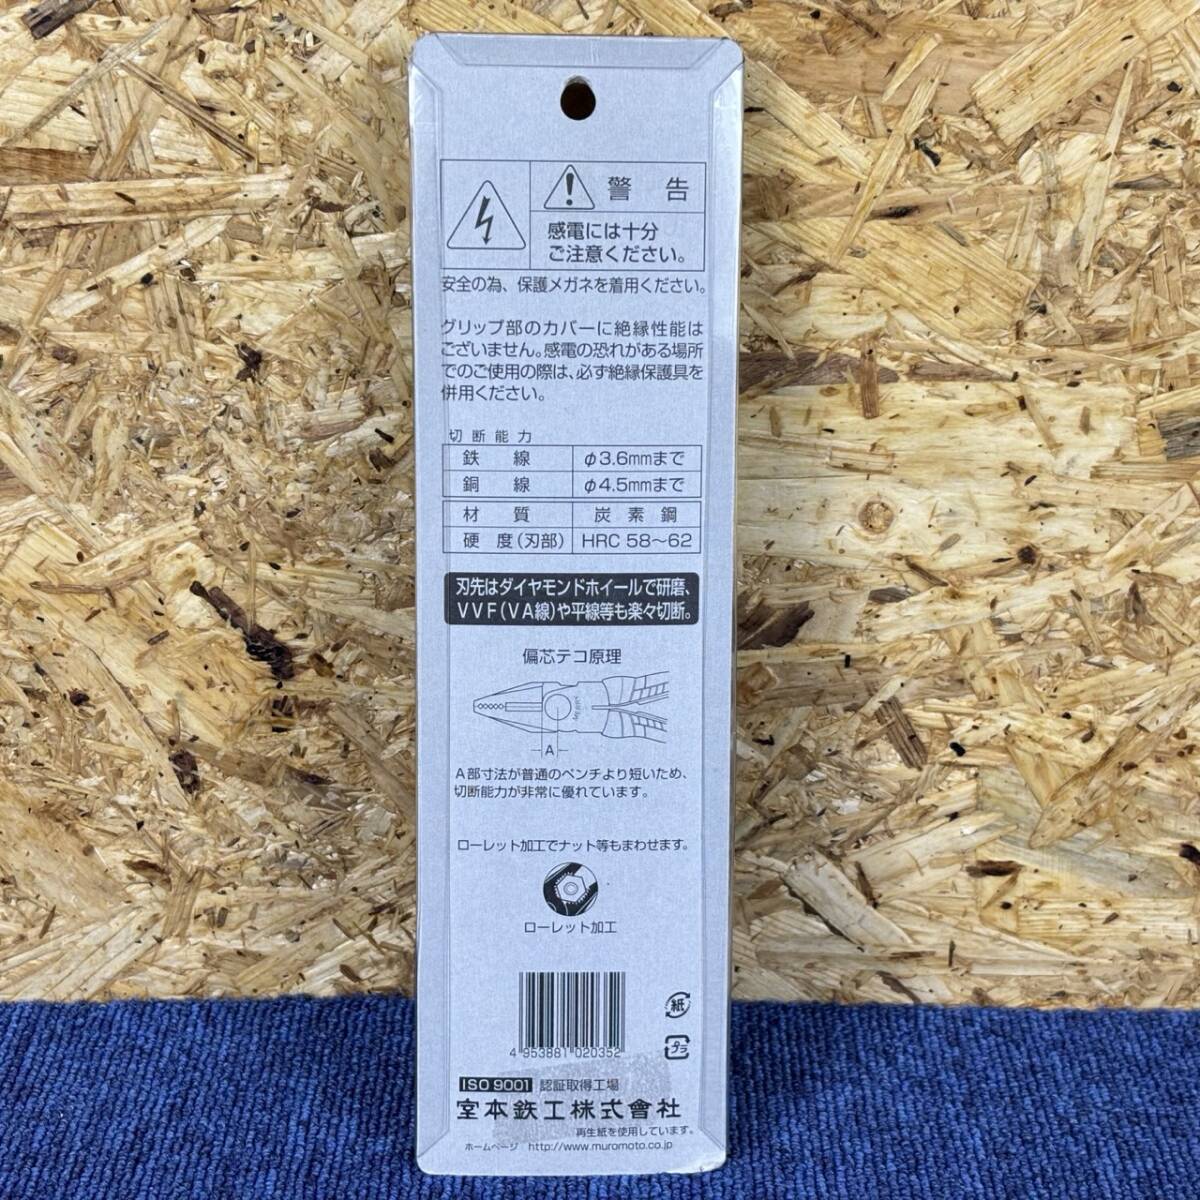 警 告
感電には十分
ご注意ください。
安全の為、保護メガネを着用ください。
グリップ部のカバーに絶縁性能は
ございません。感電の恐れがある場所
でのご使用の際は、必ず絶縁保護具を
併用ください。
切断能力
鉄 線 φ3.6mmまで
銅 線 φ4.5mmまで
材 質 炭 素 鋼
硬 度(刃部) HRC 58〜62
刃先はダイヤモンドホイールで研磨、
VVF(VA線)や平線等も楽々切断。
偏芯テコ原理
A
A部寸法が普通のペンチより短いため、
切断能力が非常に優れています。
ローレット加工でナット等もまわせます。
ローレット加工
紙
4 953881 020352
プラ
ISO 9001 認証取得工場
室本鉄工株式會社
再生紙を使用しています。
ホームページ http://www.muromoto.co.jp